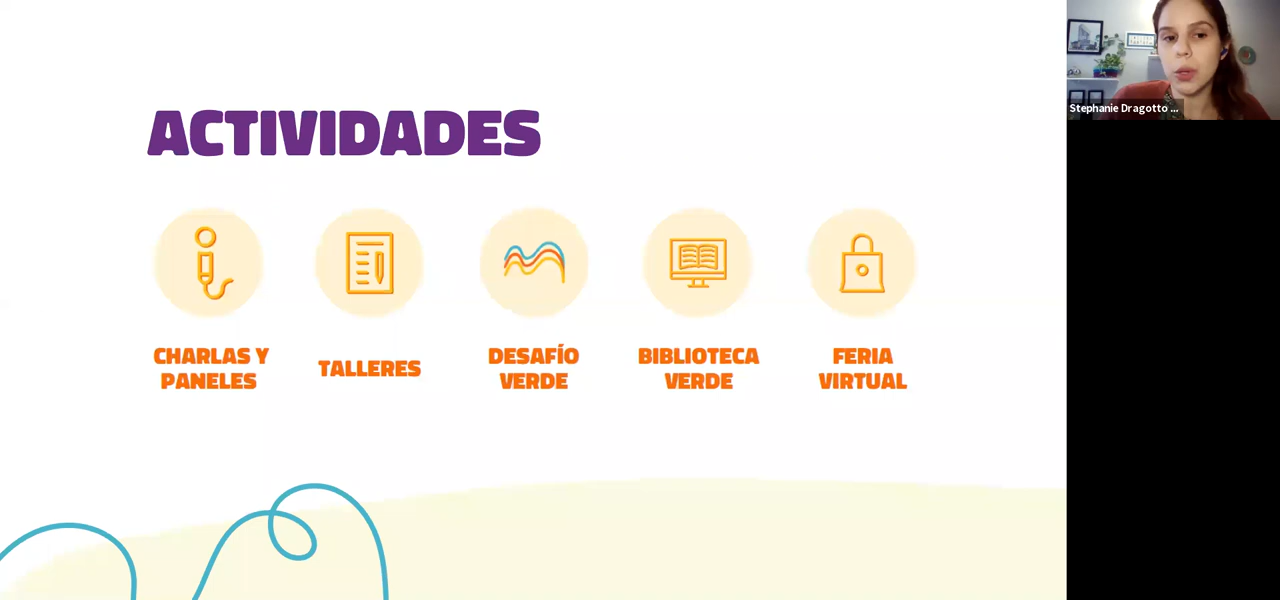 ACTIVIDADES
CHARLAS Y
PANELES
TALLERES
DESAFÍO
VERDE
BIBLIOTECA
VERDE
FERIA
VIRTUAL
Stephanie Dragotto ...